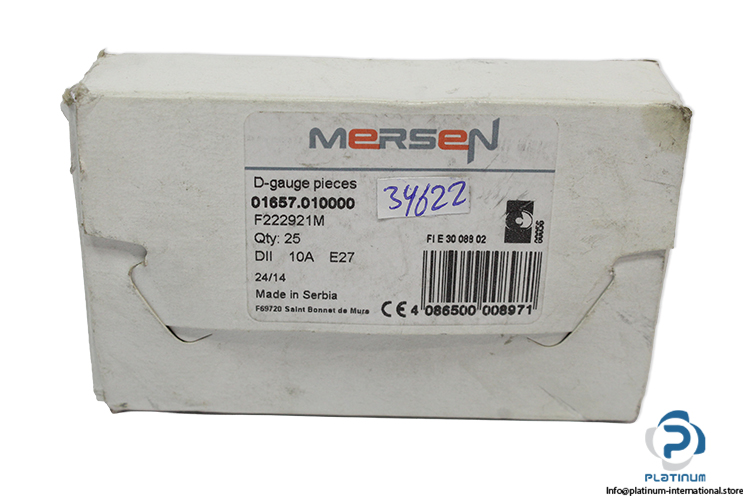 MERSEN
D-gauge pieces
01657.010000
34622
F222921M
Qty: 25
FI E 30 088 02
DII 10A E27
24/14
Made in Serbia
F69720 Saint Bonnet de Mure
CE 4 086500 008971
PLATINUM
Info@platinum-international.store